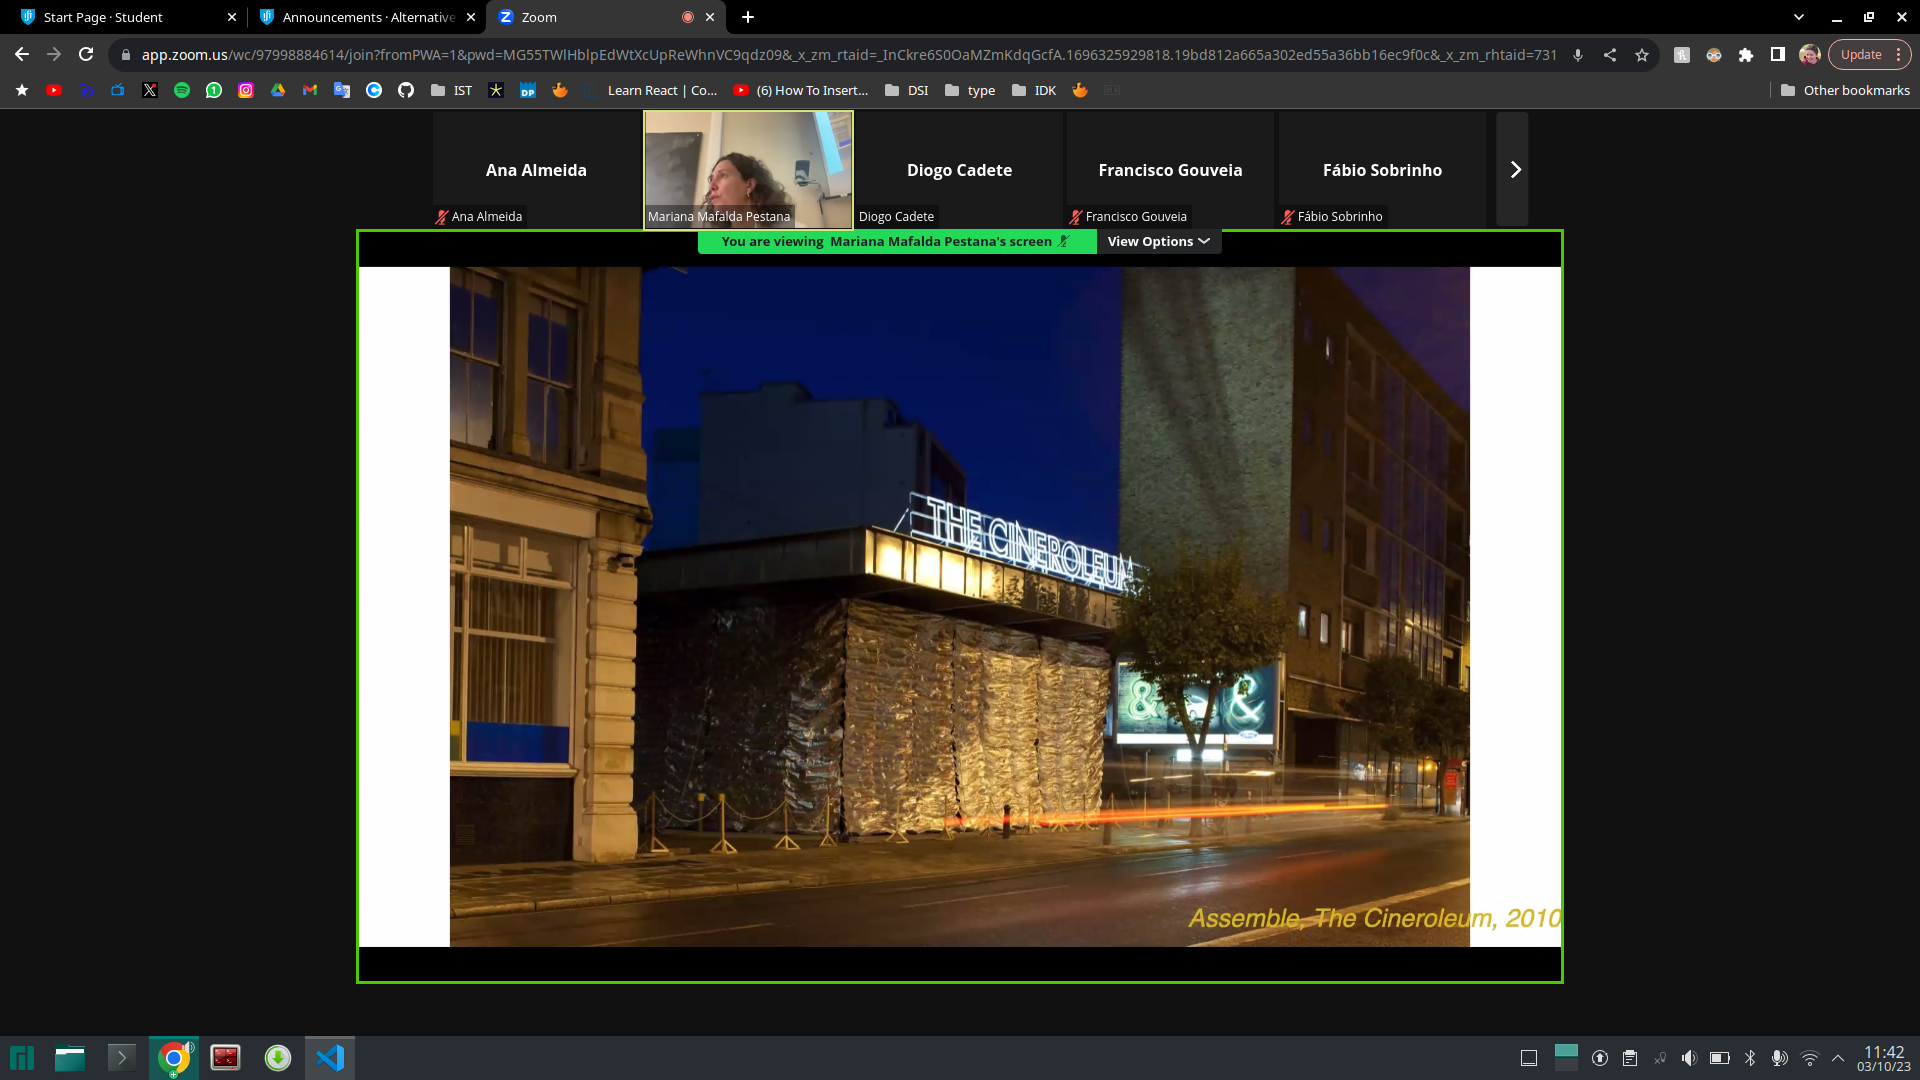 Start Page · Student
Announcements · Alternative
Zoom
app.zoom.us/wc/97998884614/join?fromPWA=1&pwd=MG55TWlHblpEdWtXcUpReWhnVC9qdz09&_x_zm_rtaid=_InCkre6S0OaMZmKdqGcfA.1696325929818.19bd812a665a302ed55a36bb16ec9f0c&_x_zm_rhtaid=731
Update
IST
DP
Learn React | Co...
(6) How To Insert...
DSI
type
IDK
Other bookmarks
Ana Almeida
Diogo Cadete
Francisco Gouveia
Fábio Sobrinho
Ana Almeida
Mariana Mafalda Pestana
Diogo Cadete
Francisco Gouveia
Fábio Sobrinho
You are viewing Mariana Mafalda Pestana's screen
View Options
THE CINEROLEUM
& &
Assemble, The Cineroleum, 2010
11:42
03/10/23